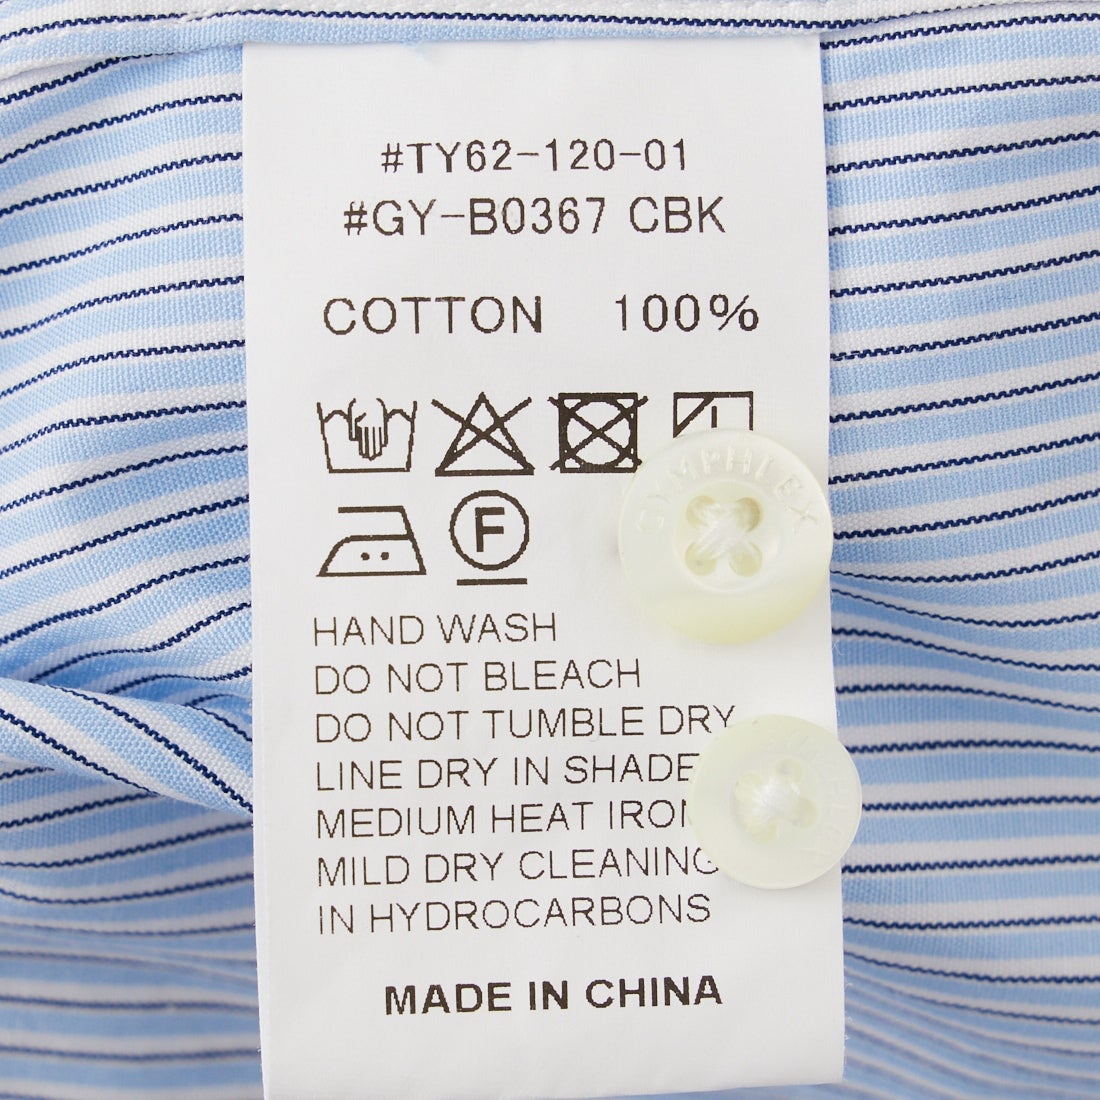 #TY62-120-01
#GY-B0367 CBK
COTTON 100%
F
GYMPHLEX
HAND WASH
DO NOT BLEACH
DO NOT TUMBLE DRY
LINE DRY IN SHADE
MEDIUM HEAT IRON
MILD DRY CLEANING
IN HYDROCARBONS
MADE IN CHINA